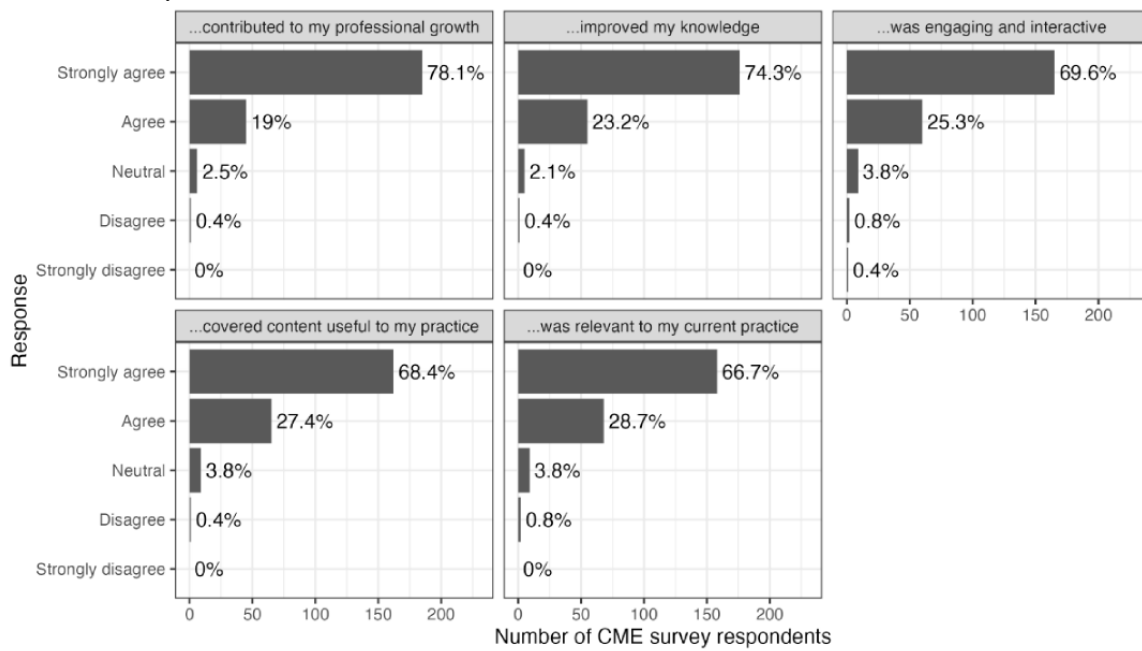 ...contributed to my professional growth
...improved my knowledge
...was engaging and interactive
Strongly agree
78.1%
74.3%
69.6%
Agree
19%
23.2%
25.3%
Neutral
2.5%
2.1%
3.8%
Disagree
0.4%
0.4%
0.8%
Strongly disagree
0%
0%
0.4%
0 50 100 150 200
...covered content useful to my practice
...was relevant to my current practice
Response
Strongly agree
68.4%
66.7%
Agree
27.4%
28.7%
Neutral
3.8%
3.8%
Disagree
0.4%
0.8%
Strongly disagree
0%
0%
0 50 100 150 200
0 50 100 150 200
Number of CME survey respondents